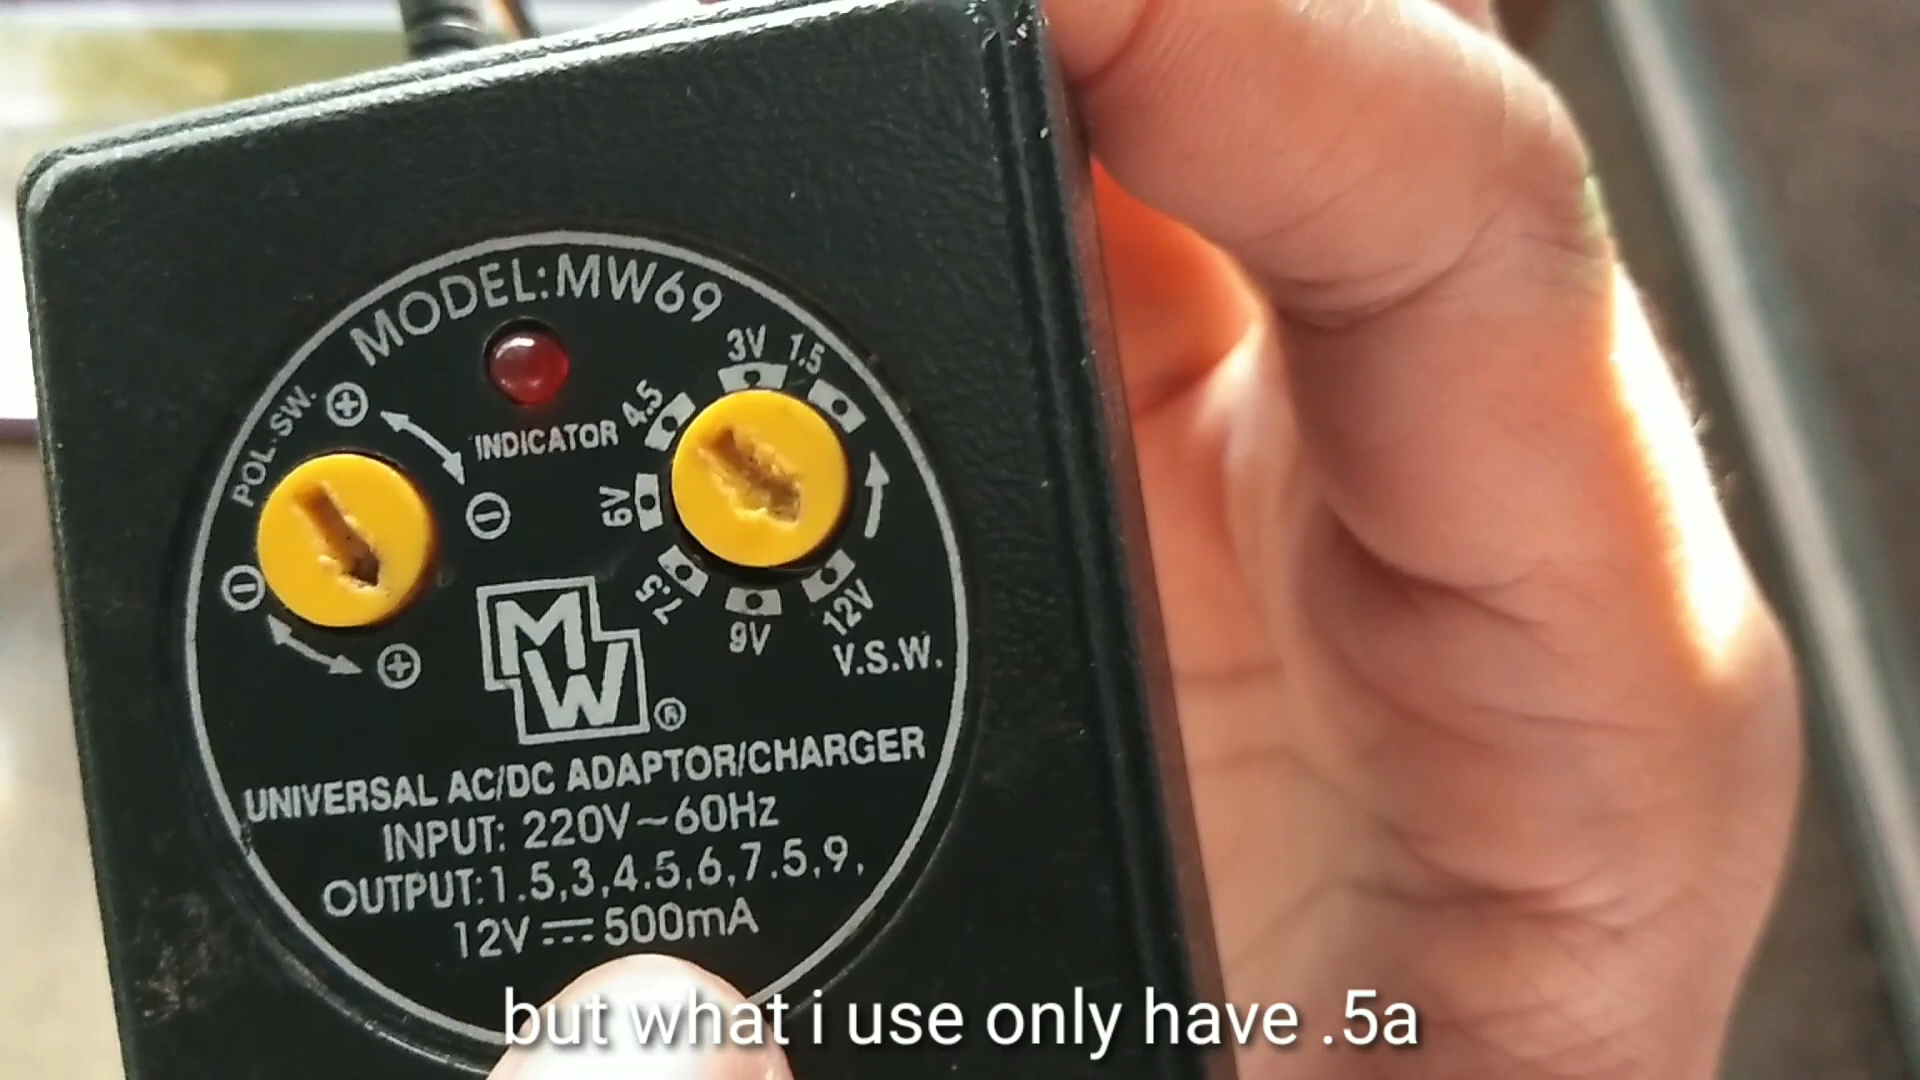 MODEL:MW69
3V 1.5
POL.SW.
4.5
INDICATOR
6V
7.5
12V
9V
V.S.W.
MW®
UNIVERSAL AC/DC ADAPTOR/CHARGER
INPUT: 220V~60Hz
OUTPUT:1.5,3,4.5,6,7.5,9,
12V⎓500mA
but what i use only have .5a